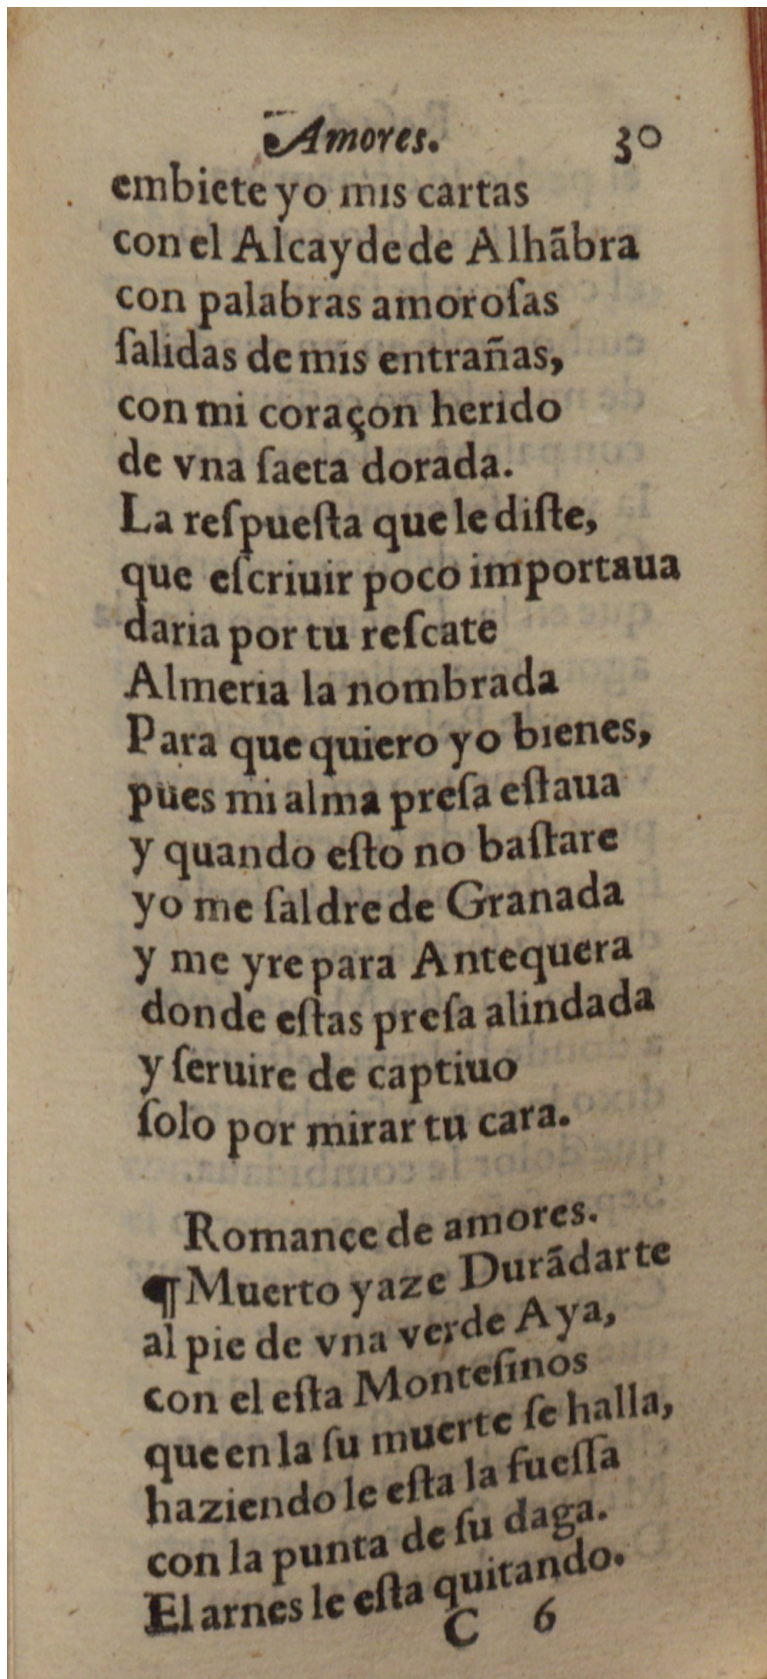 Amores. 30
embiete yo mis cartas
con el Alcayde de Alhãbra
con palabras amoroſas
ſalidas de mis entrañas,
con mi coraçon herido
de vna ſaeta dorada.
La reſpueſta que le diſte,
que eſcriuir poco importaua
daria por tu reſcate
Almeria la nombrada
Para que quiero yo bienes,
pues mi alma preſa eſtaua
y quando eſto no baſtare
yo me ſaldre de Granada
y me yre para Antequera
donde eſtas preſa alindada
y ſeruire de captiuo
ſolo por mirar tu cara.
Romançe de amores.
¶Muerto yaze Durãdarte
al pie de vna verde Aya,
con el eſta Monteſinos
que en la ſu muerte ſe halla,
haziendo le eſta la fueſſa
con la punta de ſu daga.
El arnes le eſta quitando.
C 6